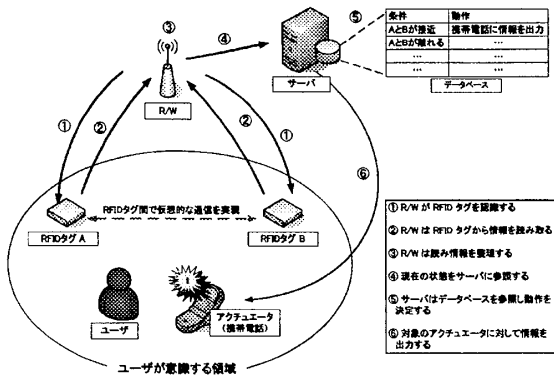 ③
④
⑤
条件 動作
AとBが接近 携帯電話に情報を出力
AとBが離れる …
… …
… …
データベース
サーバ
R/W
①
②
②
①
⑥
RFIDタグ間で仮想的な通信を実現
RFIDタグ A
RFIDタグ B
!
ユーザ
アクチュエータ
(携帯電話)
ユーザが意識する領域
① R/W が RFID タグを認識する
② R/W は RFID タグから情報を読み取る
③ R/W は読み情報を整理する
④ 現在の状態をサーバに参照する
⑤ サーバはデータベースを参照し動作を
決定する
⑥ 対象のアクチュエータに対して情報を
出力する